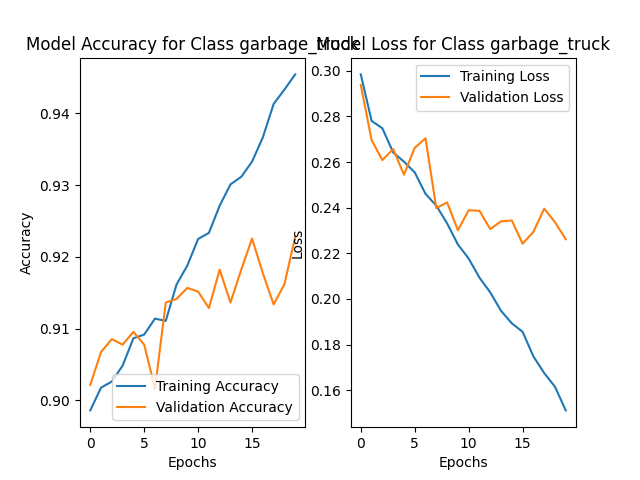 Model Accuracy for Class garbage_truck
Accuracy
0.94
0.93
0.92
0.91
0.90
0
5
10
15
Epochs
Training Accuracy
Validation Accuracy
Model Loss for Class garbage_truck
Loss
0.30
0.28
0.26
0.24
0.22
0.20
0.18
0.16
0
5
10
15
Epochs
Training Loss
Validation Loss